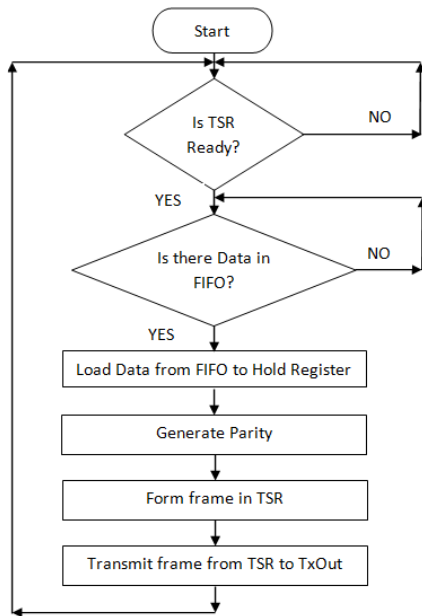 Start
Is TSR
Ready?
NO
YES
Is there Data in
FIFO?
NO
YES
Load Data from FIFO to Hold Register
Generate Parity
Form frame in TSR
Transmit frame from TSR to TxOut